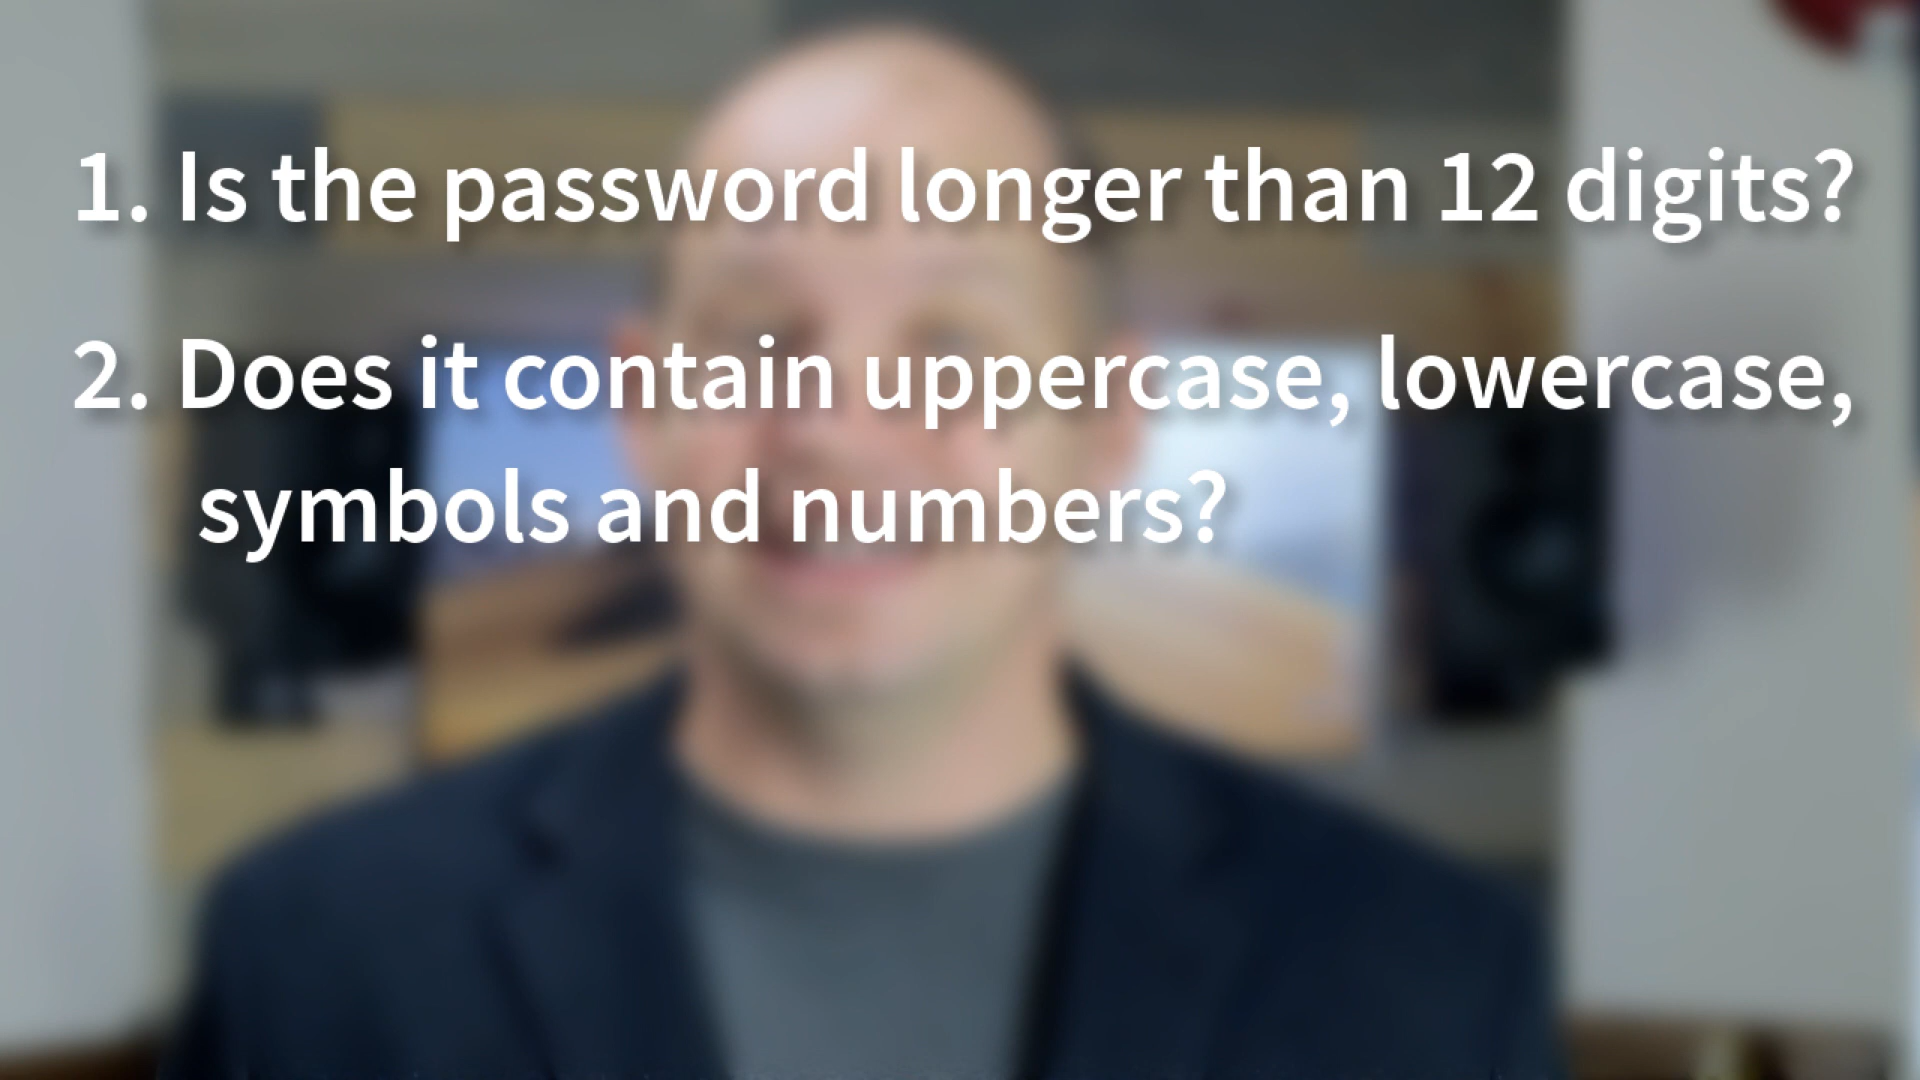 1. Is the password longer than 12 digits?
2. Does it contain uppercase, lowercase,
symbols and numbers?